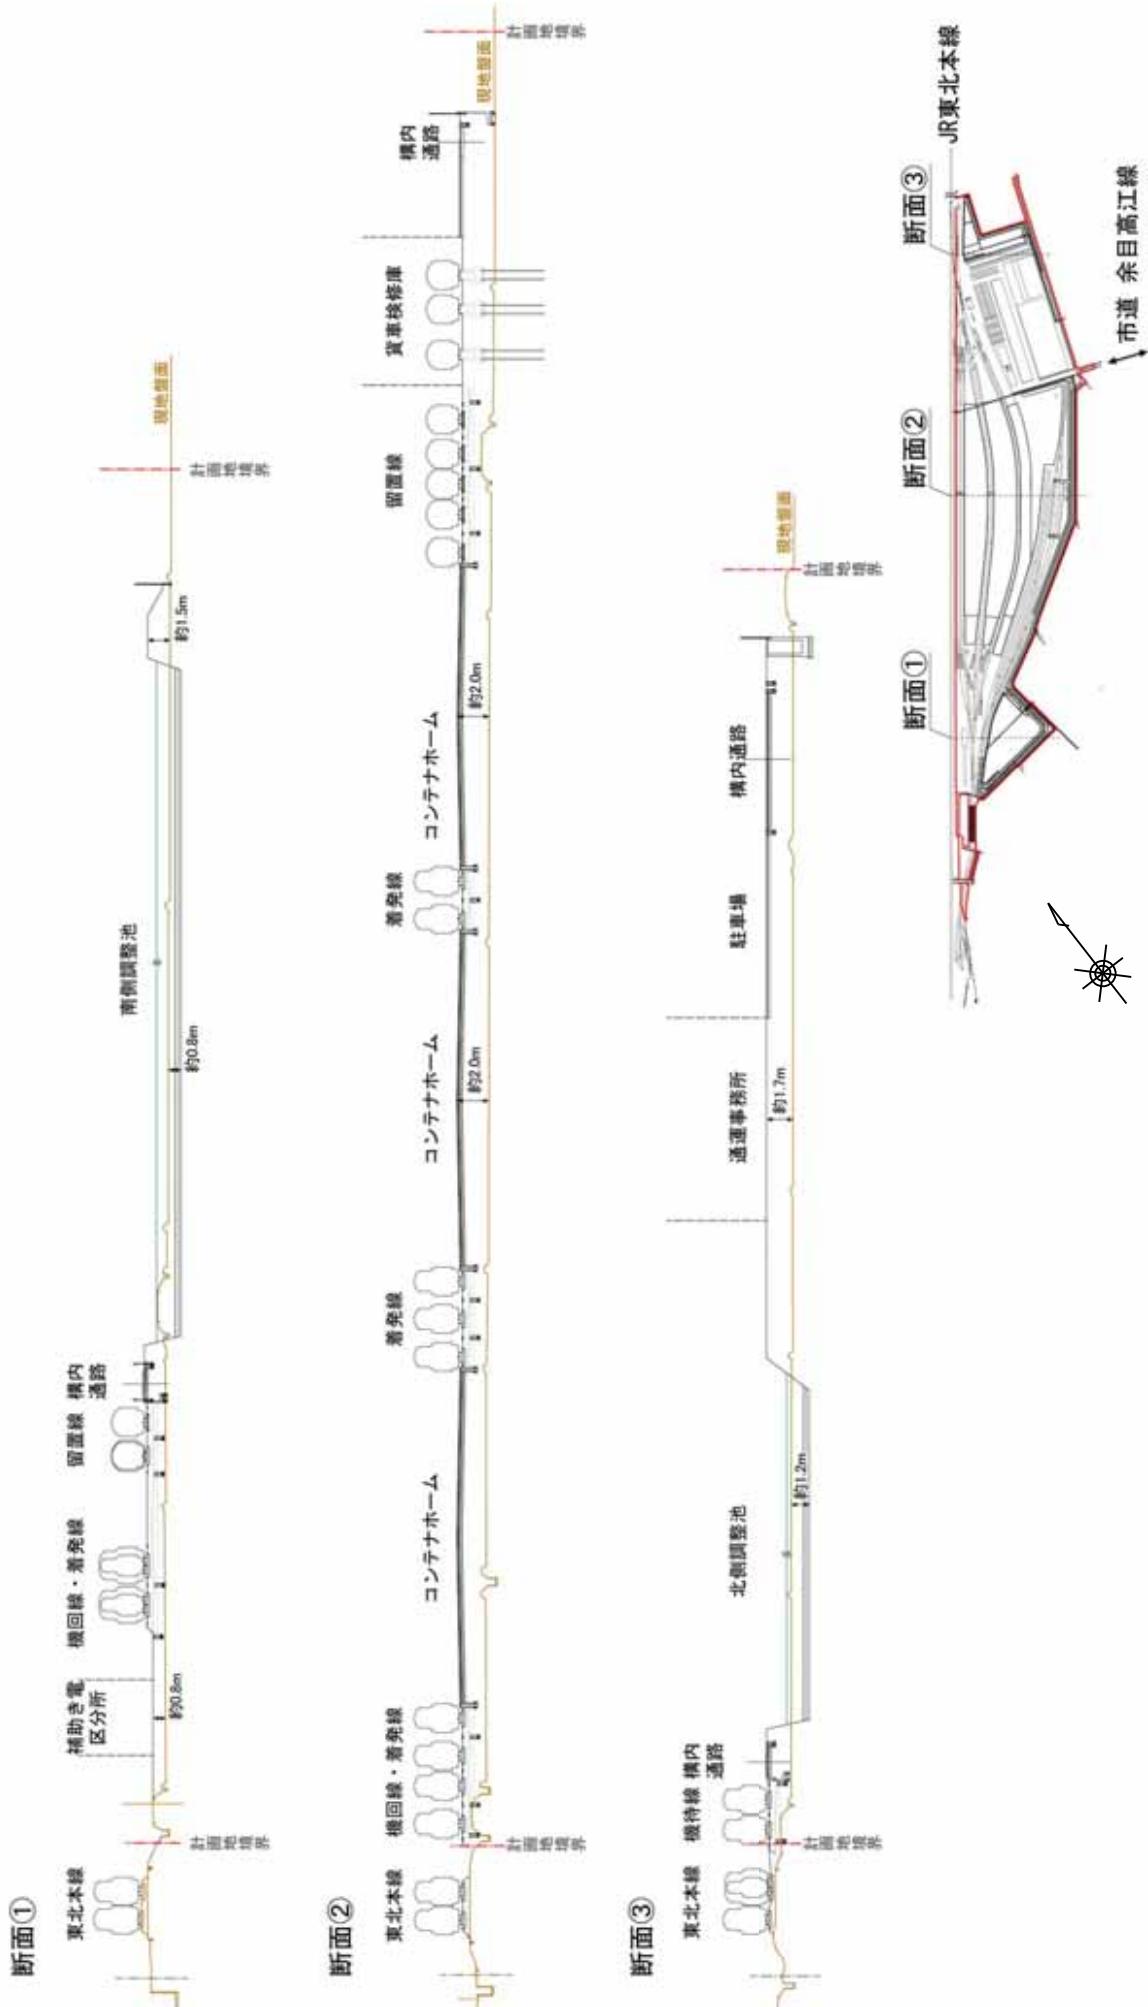 断面①
東北本線
計画地境界
補助き電
区分所
約0.8m
機回線・着発線
留置線
構内
通路
南側調整池
約0.8m
約1.5m
計画地境界
現地盤面
断面②
東北本線
計画地境界
機回線・着発線
コンテナホーム
着発線
コンテナホーム
約2.0m
着発線
コンテナホーム
約2.0m
留置線
貨車検修庫
構内
通路
現地盤面
計画地境界
断面③
東北本線
計画地境界
機待線
構内
通路
北側調整池
約1.2m
通運事務所
約1.7m
駐車場
構内通路
計画地境界
現地盤面
断面①
断面②
断面③
JR東北本線
市道 余目高江線